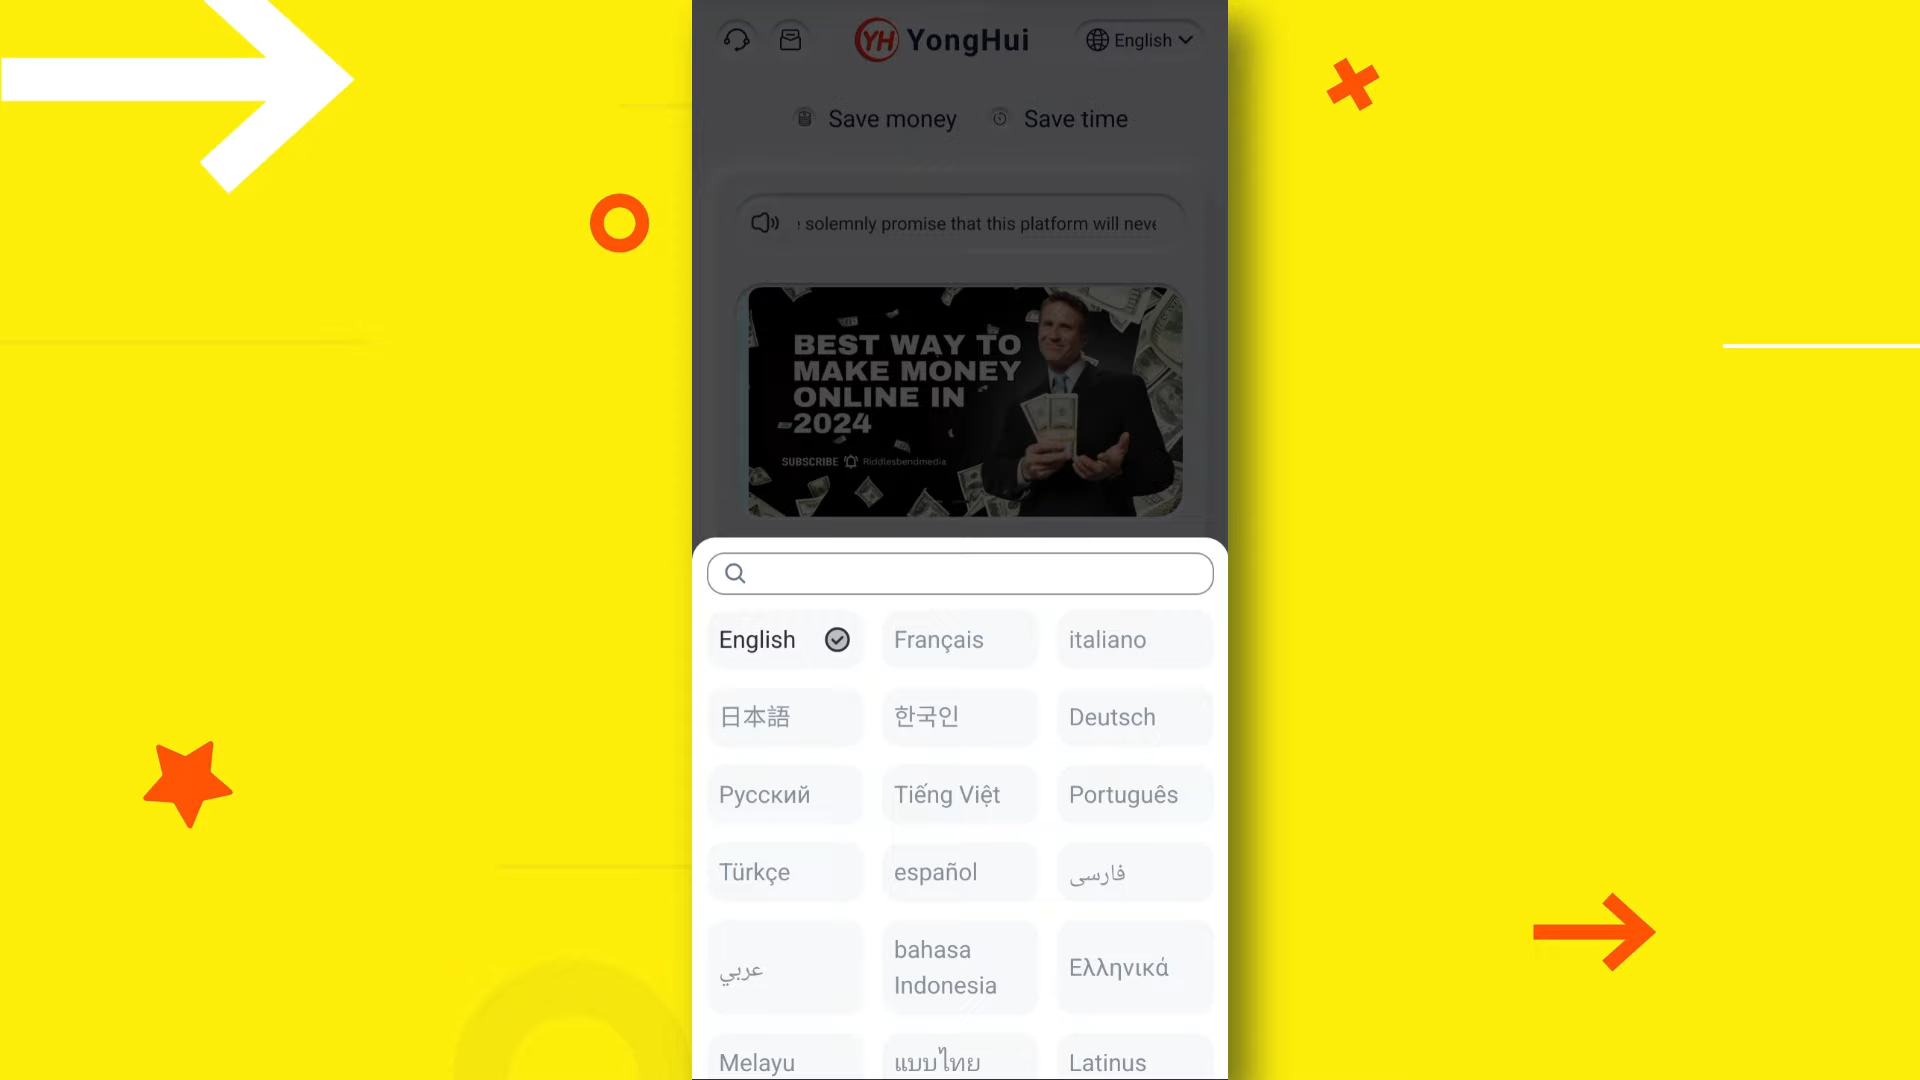 YH YongHui
English
Save money
Save time
solemnly promise that this platform will
BEST WAY TO
MAKE MONEY
ONLINE IN
2024
SUBSCRIBE Riddlesbendmedia
English
Français
italiano
日本語
한국인
Deutsch
Русский
Tiếng Việt
Português
Türkçe
español
فارسی
عربي
bahasa
Indonesia
Ελληνικά
Melayu
แบบไทย
Latinus